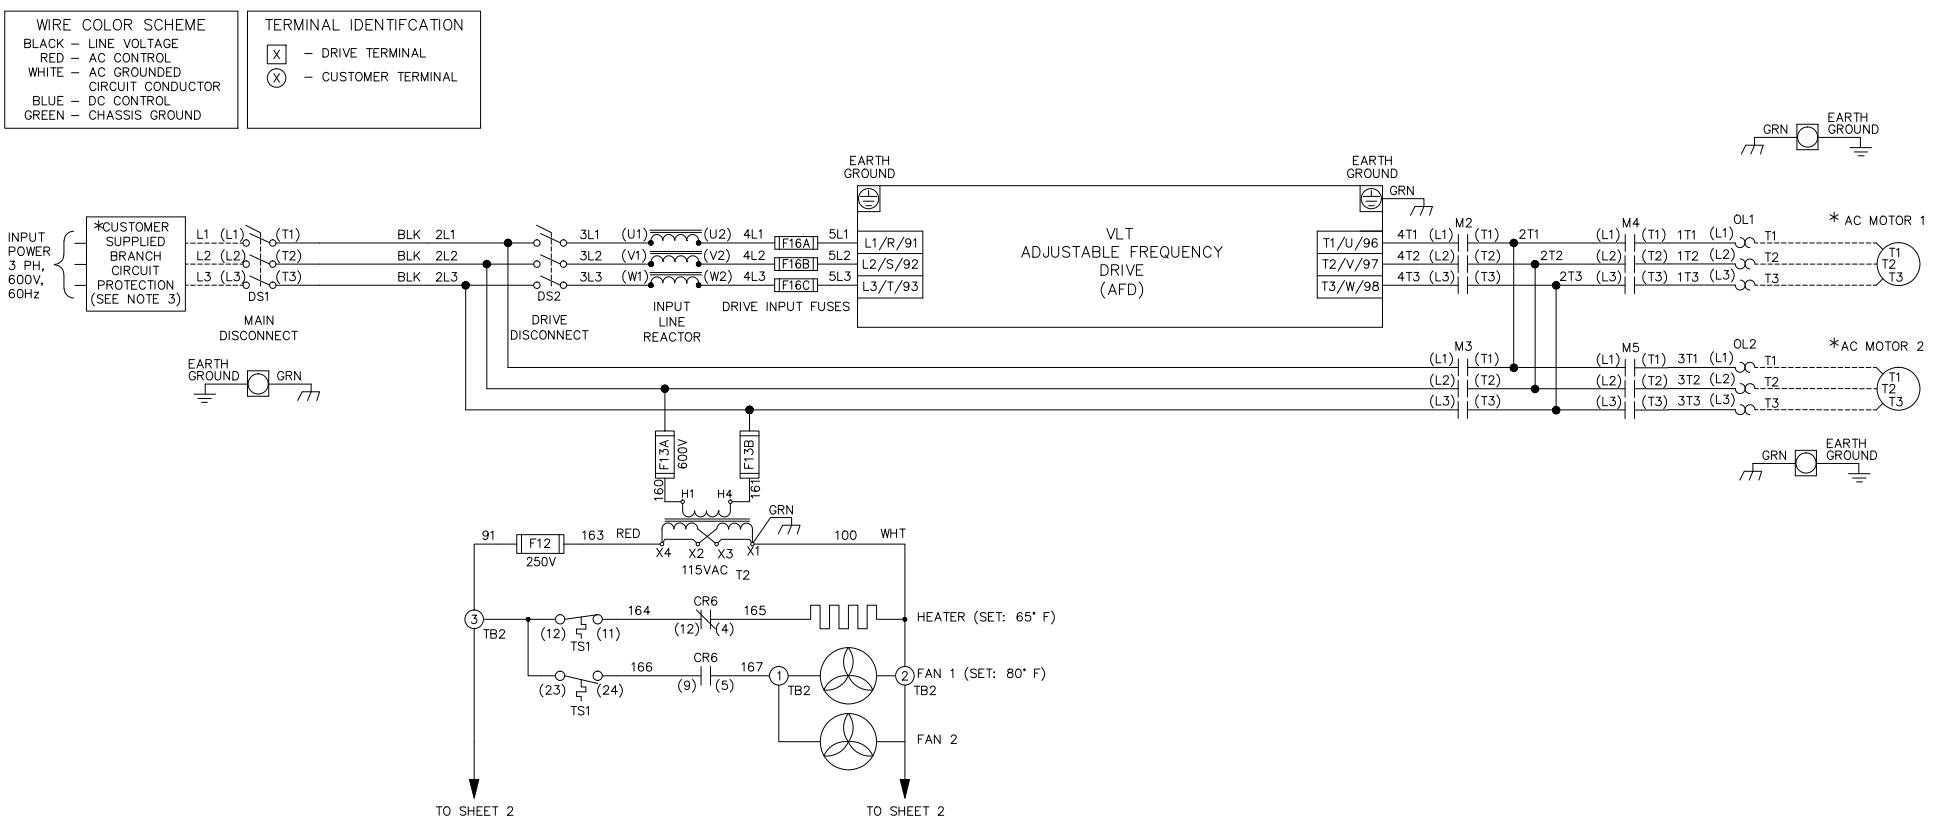 WIRE COLOR SCHEME
BLACK – LINE VOLTAGE
RED – AC CONTROL
WHITE – AC GROUNDED
CIRCUIT CONDUCTOR
BLUE – DC CONTROL
GREEN – CHASSIS GROUND
TERMINAL IDENTIFCATION
X – DRIVE TERMINAL
X – CUSTOMER TERMINAL
GRN
EARTH
GROUND
EARTH
GROUND
EARTH
GROUND
GRN
INPUT
POWER
3 PH,
600V,
60Hz
*CUSTOMER
SUPPLIED
BRANCH
CIRCUIT
PROTECTION
(SEE NOTE 3)
L1 (L1) (T1) BLK 2L1 3L1 (U1) (U2) 4L1 F16A 5L1 L1/R/91
L2 (L2) (T2) BLK 2L2 3L2 (V1) (V2) 4L2 F16B 5L2 L2/S/92
L3 (L3) (T3) BLK 2L3 3L3 (W1) (W2) 4L3 F16C 5L3 L3/T/93
DS1
MAIN
DISCONNECT
DS2
DRIVE
DISCONNECT
INPUT
LINE
REACTOR
DRIVE INPUT FUSES
VLT
ADJUSTABLE FREQUENCY
DRIVE
(AFD)
M2 M4 OL1 * AC MOTOR 1
T1/U/96 4T1 (L1) (T1) 2T1 (L1) (T1) 1T1 (L1) T1
T2/V/97 4T2 (L2) (T2) 2T2 (L2) (T2) 1T2 (L2) T2
T3/W/98 4T3 (L3) (T3) 2T3 (L3) (T3) 1T3 (L3) T3
T1
T2
T3
EARTH
GROUND GRN
M3 M5 OL2 *AC MOTOR 2
(L1) (T1) (L1) (T1) 3T1 (L1) T1
(L2) (T2) (L2) (T2) 3T2 (L2) T2
(L3) (T3) (L3) (T3) 3T3 (L3) T3
T1
T2
T3
GRN
EARTH
GROUND
F13A
600V
F13B
160
161
H1 H4
GRN
91 F12 163 RED
250V
X4 X2 X3 X1
115VAC T2
100 WHT
3
TB2
(12) (11)
TS1
164
CR6
(12) (4)
165
HEATER (SET: 65° F)
(23) (24)
TS1
166
CR6
(9) (5)
167
1
TB2
2
TB2
FAN 1 (SET: 80° F)
FAN 2
TO SHEET 2
TO SHEET 2